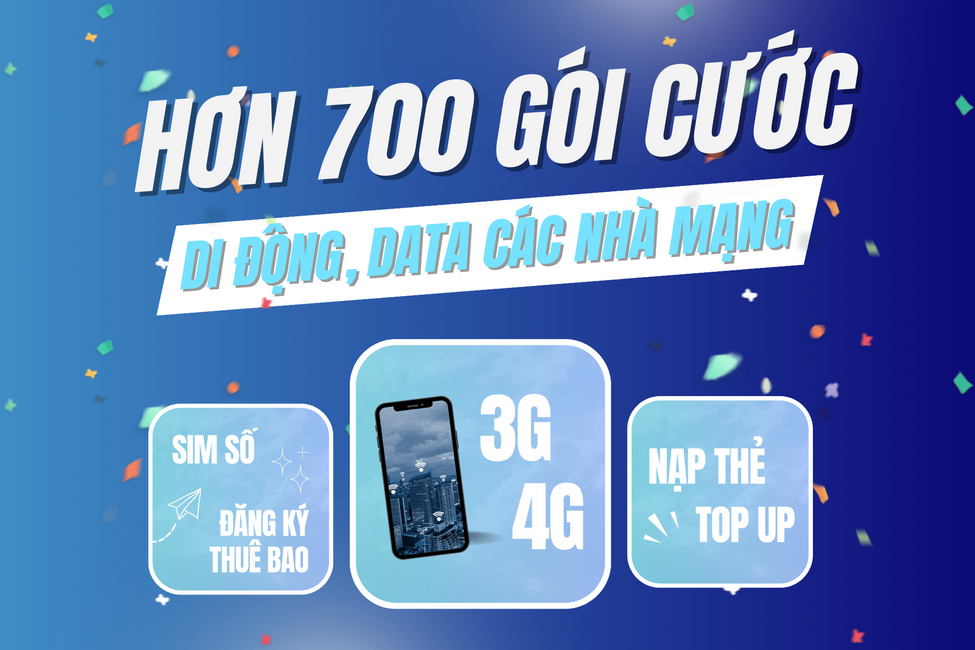 HƠN 700 GÓI CƯỚC
DI ĐỘNG, DATA CÁC NHÀ MẠNG
SIM SỐ
ĐĂNG KÝ
THUÊ BAO
3G
4G
NẠP THẺ
TOP UP